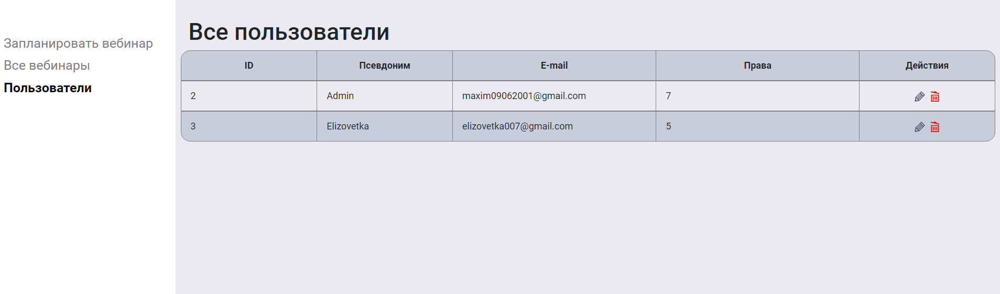 Запланировать вебинар
Все вебинары
Пользователи
Все пользователи
ID Псевдоним E-mail Права Действия
2 Admin maxim09062001@gmail.com 7
3 Elizovetka elizovetka007@gmail.com 5